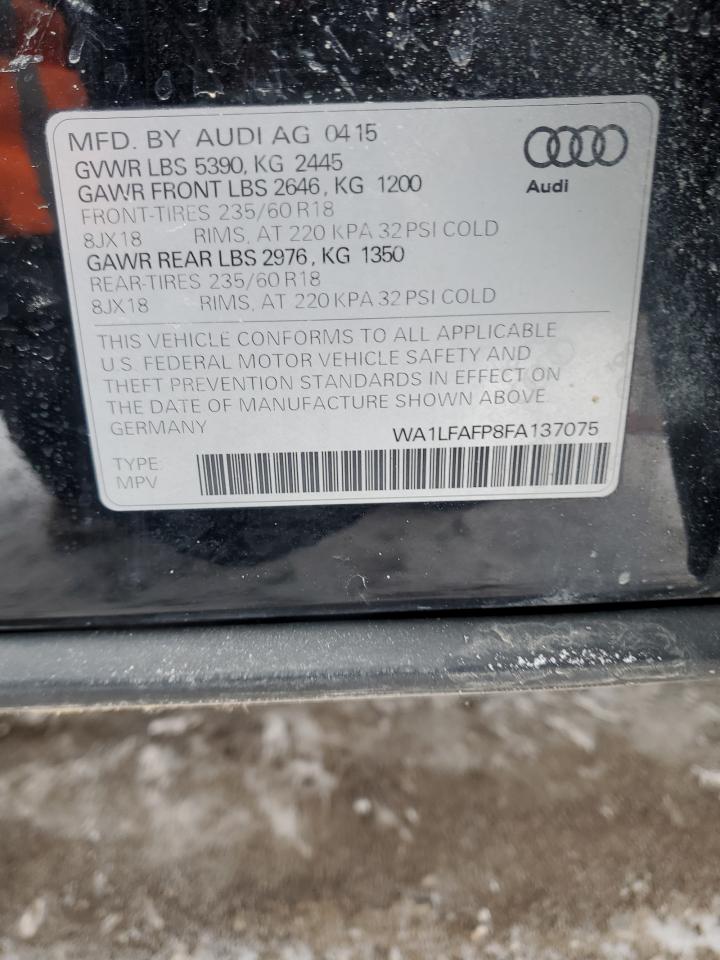 MFD. BY AUDI AG 04 15
GVWR LBS 5390, KG 2445
GAWR FRONT LBS 2646, KG 1200
FRONT-TIRES 235/60 R18
8JX18 RIMS, AT 220 KPA 32 PSI COLD
GAWR REAR LBS 2976, KG 1350
REAR-TIRES 235/60 R18
8JX18 RIMS, AT 220 KPA 32 PSI COLD
Audi
THIS VEHICLE CONFORMS TO ALL APPLICABLE
U.S. FEDERAL MOTOR VEHICLE SAFETY AND
THEFT PREVENTION STANDARDS IN EFFECT ON
THE DATE OF MANUFACTURE SHOWN ABOVE.
GERMANY
WA1LFAFP8FA137075
TYPE:
MPV